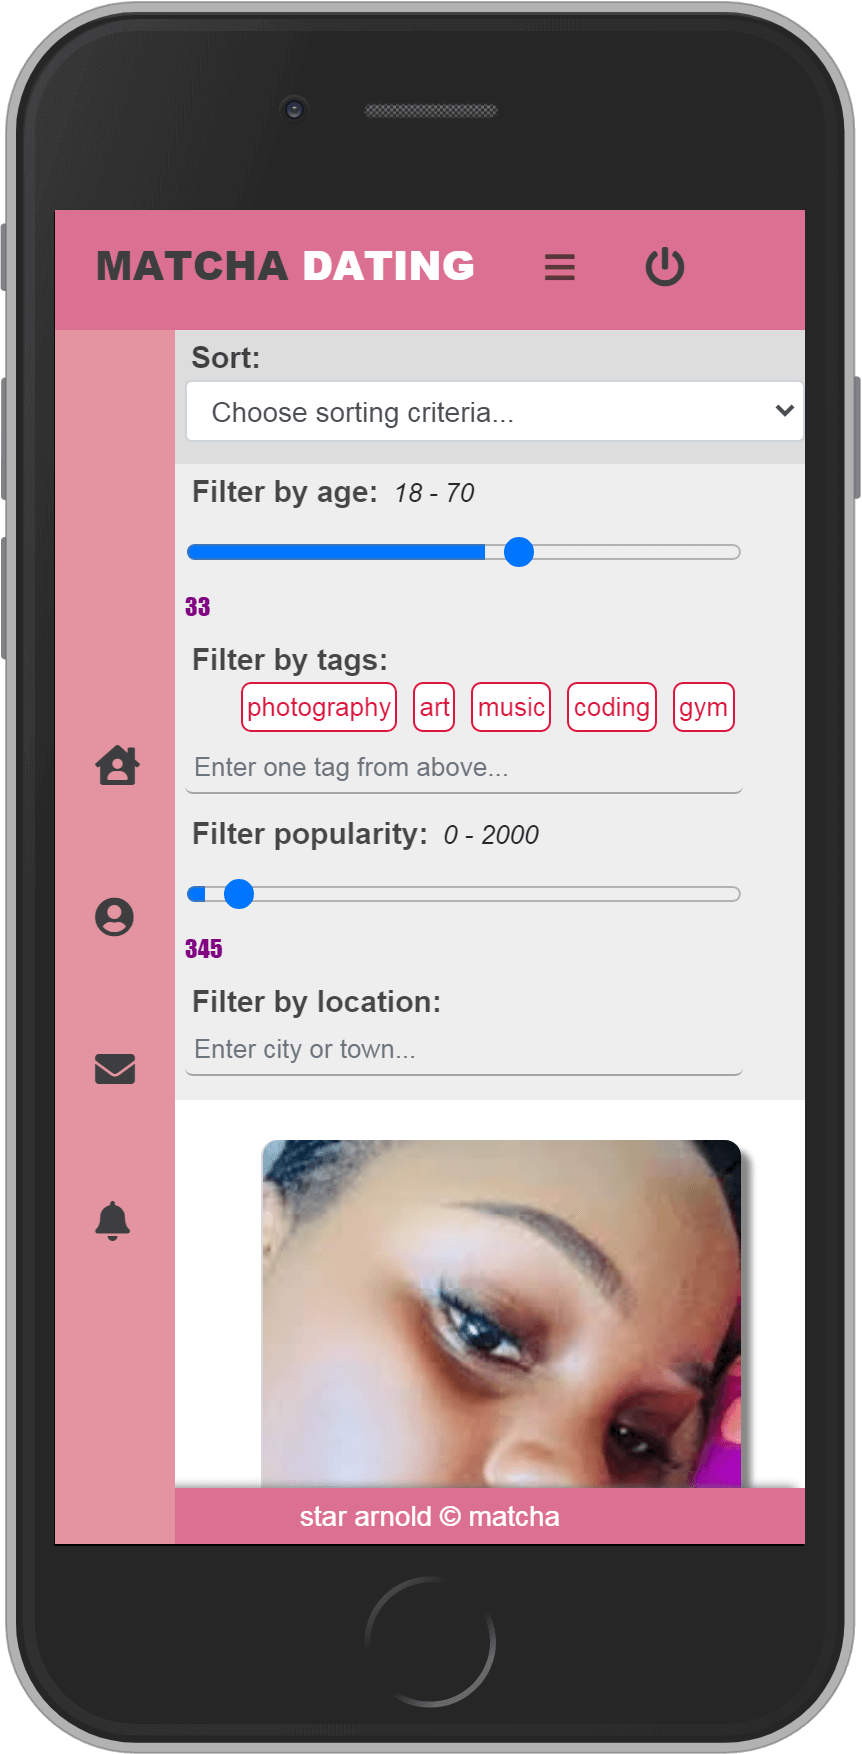 MATCHA DATING
Sort:
Choose sorting criteria...
Filter by age: 18 - 70
33
Filter by tags:
photography art music coding gym
Enter one tag from above...
Filter popularity: 0 - 2000
345
Filter by location:
Enter city or town...
star arnold © matcha